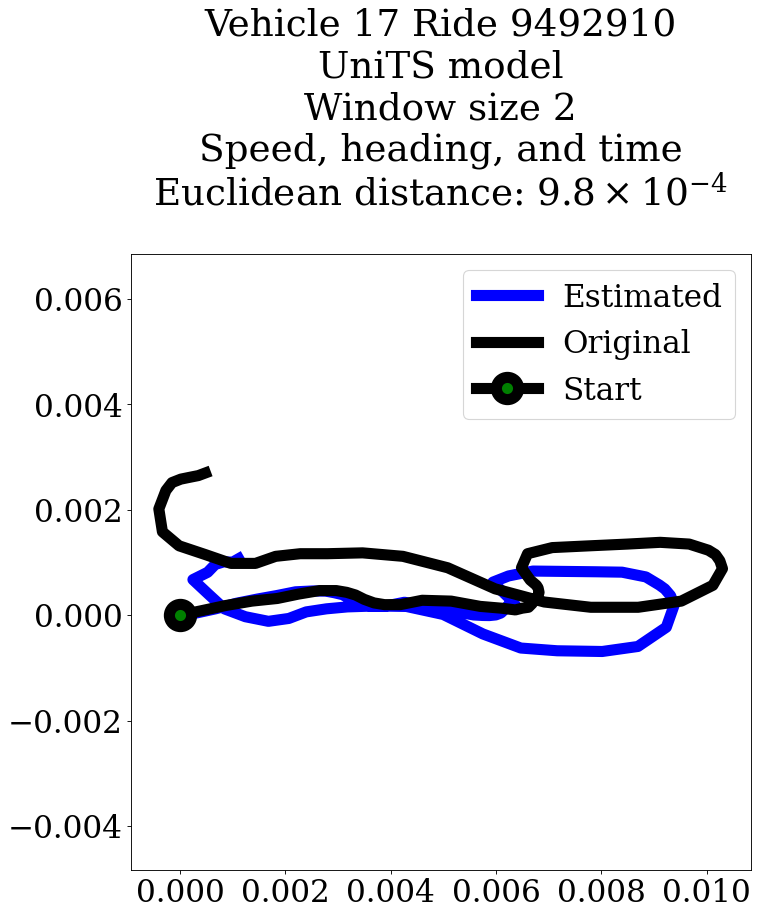 Vehicle 17 Ride 9492910
UniTS model
Window size 2
Speed, heading, and time
Euclidean distance: 9.8 × 10⁻⁴
Estimated
Original
Start
0.006
0.004
0.002
0.000
−0.002
−0.004
0.000 0.002 0.004 0.006 0.008 0.010